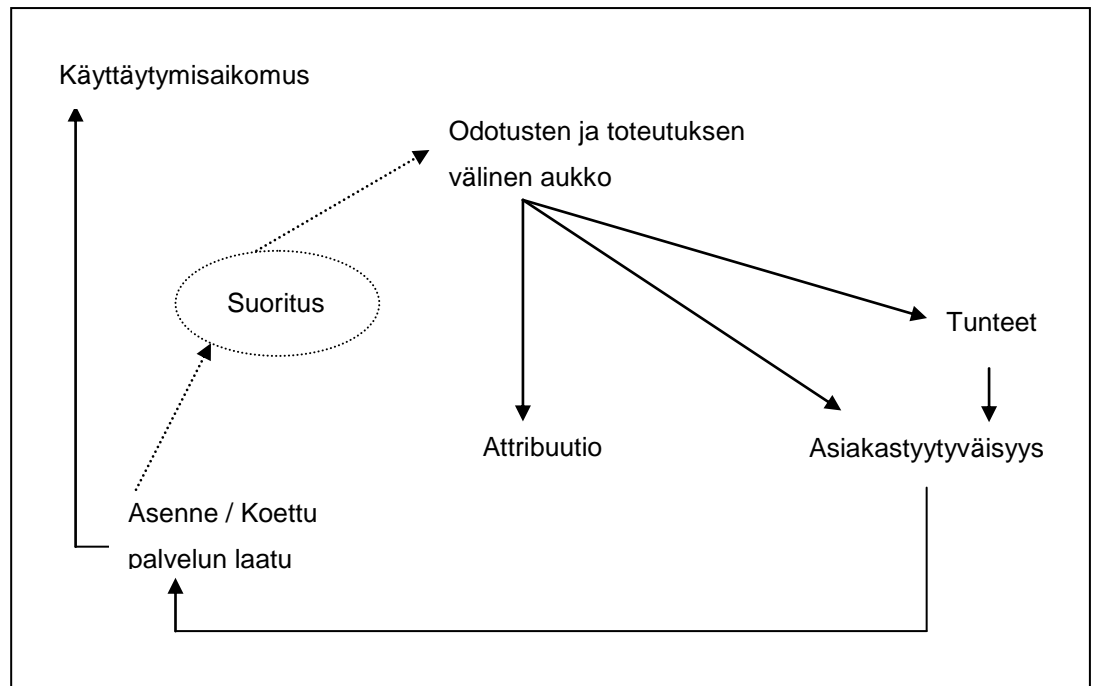 Käyttäytymisaikomus
Odotusten ja toteutuksen
välinen aukko
Suoritus
Tunteet
Attribuutio
Asiakastyytyväisyys
Asenne / Koettu
palvelun laatu